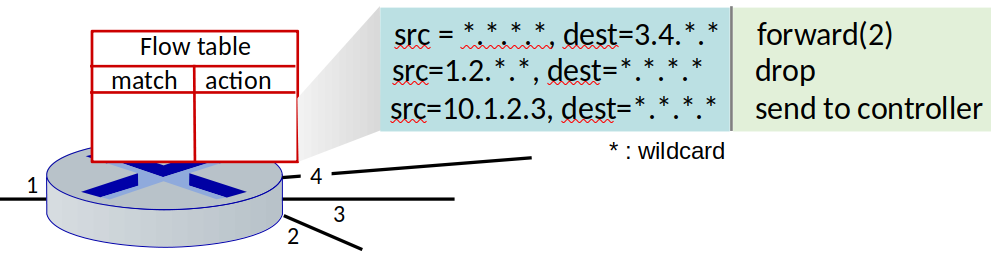 Flow table
match action
src = *.*.*.*, dest=3.4.*.* forward(2)
src=1.2.*.*, dest=*.*.*.* drop
src=10.1.2.3, dest=*.*.*.* send to controller
* : wildcard
1
4
3
2